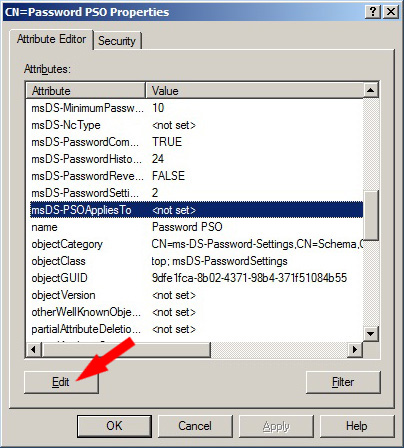 CN=Password PSO Properties
Attribute Editor Security
Attributes:
Attribute Value
msDS-MinimumPassw... 10
msDS-NcType <not set>
msDS-PasswordCom... TRUE
msDS-PasswordHisto... 24
msDS-PasswordReve... FALSE
msDS-PasswordSetti... 2
msDS-PSOAppliesTo <not set>
name Password PSO
objectCategory CN=ms-DS-Password-Settings,CN=Schema,C
objectClass top; msDS-PasswordSettings
objectGUID 9dfe1fca-8b02-4371-98b4-371f51084b55
objectVersion <not set>
otherWellKnownObje... <not set>
partialAttributeDeletio... <not set>
Edit Filter
OK Cancel Apply Help